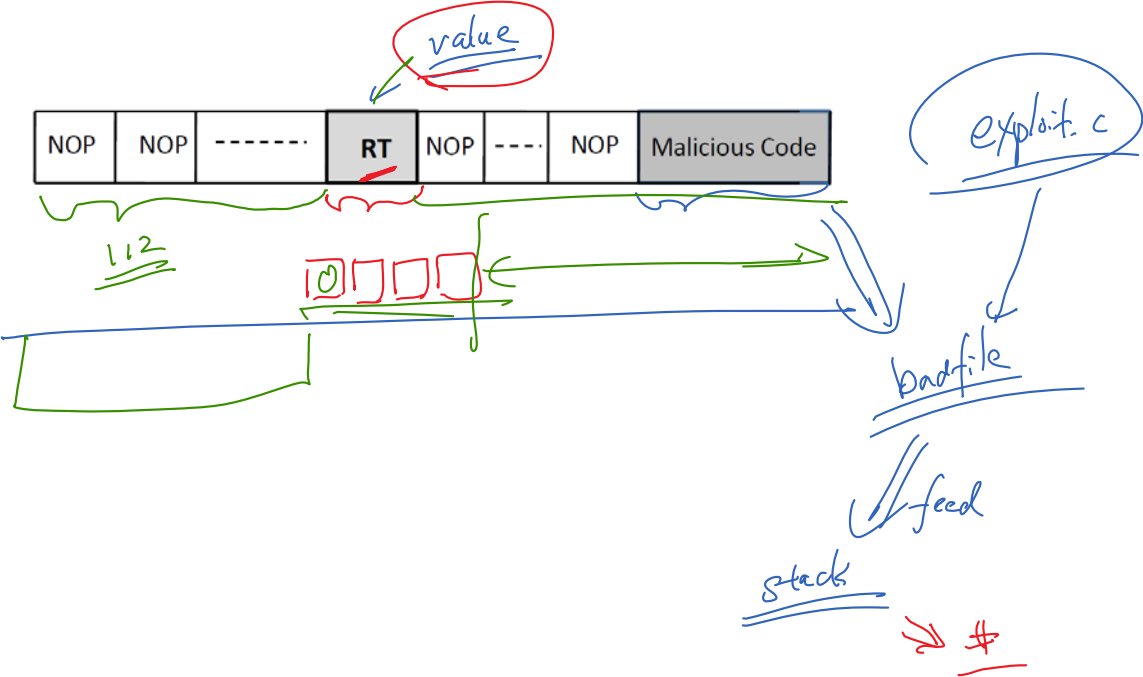 value
exploit.c
NOP NOP -------- RT NOP ---- NOP Malicious Code
112
0
badfile
feed
stack
#